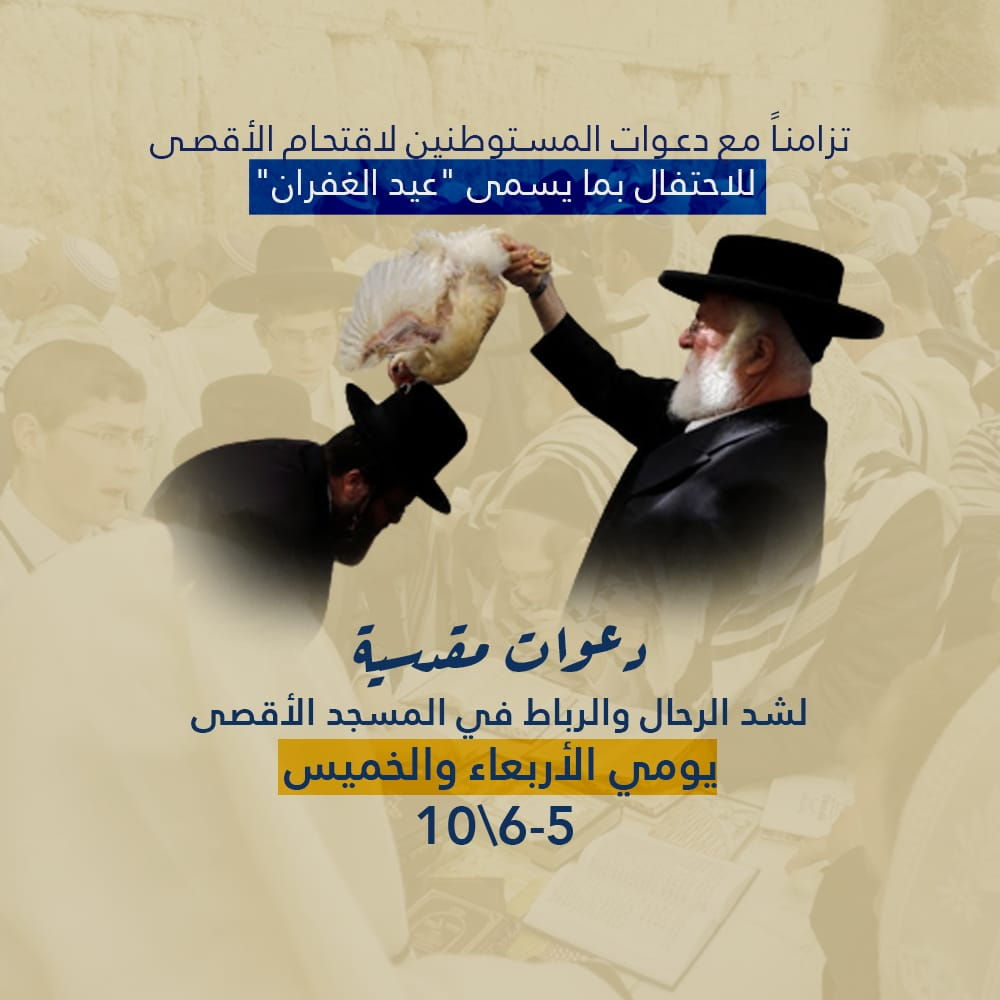 تزامناً مع دعوات المستوطنين لاقتحام الأقصى
للاحتفال بما يسمى "عيد الغفران"
دعوات مقدسية
لشد الرحال والرباط في المسجد الأقصى
يومي الأربعاء والخميس
10\6-5